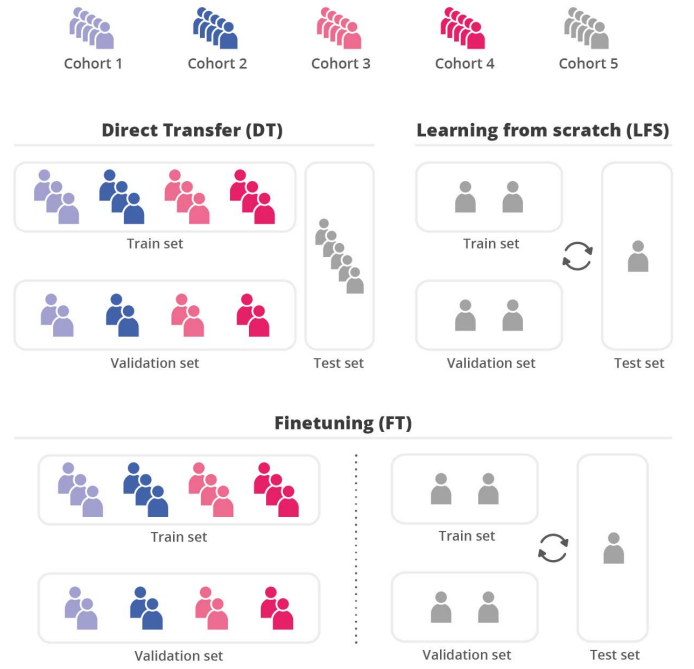 Cohort 1
Cohort 2
Cohort 3
Cohort 4
Cohort 5
Direct Transfer (DT)
Learning from scratch (LFS)
Train set
Train set
Validation set
Test set
Validation set
Test set
Finetuning (FT)
Train set
Train set
Validation set
Validation set
Test set